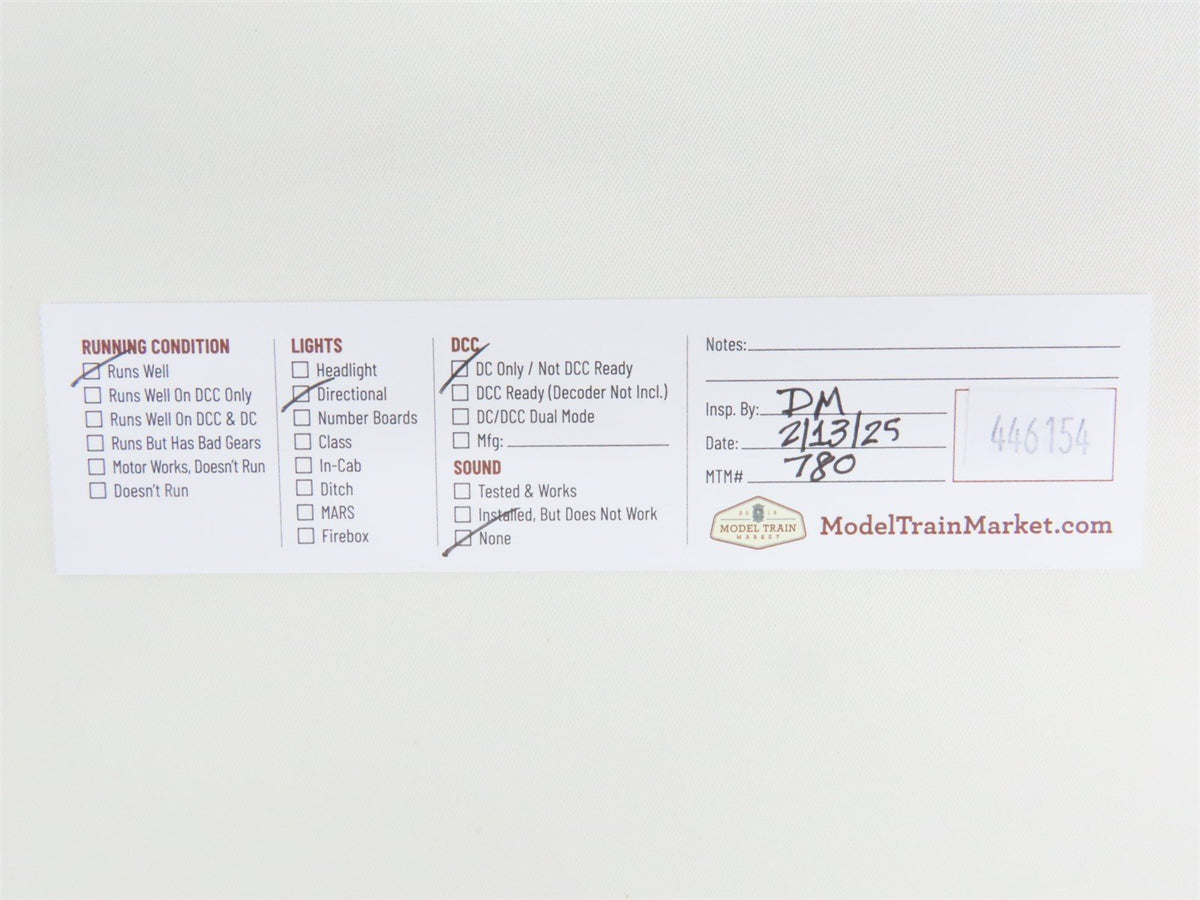 RUNNING CONDITION
Runs Well
Runs Well On DCC Only
Runs Well On DCC & DC
Runs But Has Bad Gears
Motor Works, Doesn't Run
Doesn't Run
LIGHTS
Headlight
Directional
Number Boards
Class
In-Cab
Ditch
MARS
Firebox
DCC
DC Only / Not DCC Ready
DCC Ready (Decoder Not Incl.)
DC/DCC Dual Mode
Mfg:
SOUND
Tested & Works
Installed, But Does Not Work
None
Notes:
Insp. By: DM
Date: 2/13/25
MTM# 780
446154
2018
MODEL TRAIN
MARKET
ModelTrainMarket.com